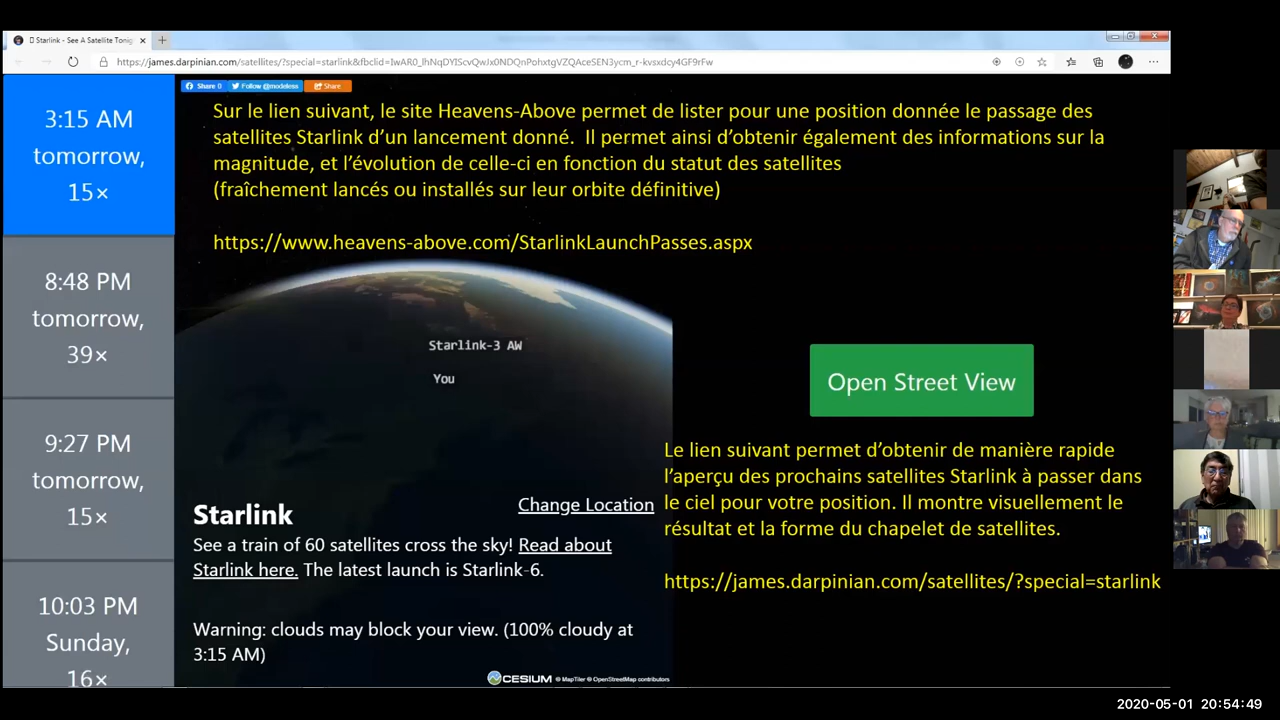 Starlink - See A Satellite Tonig
https://james.darpinian.com/satellites/?special=starlink&fbclid=IwAR0_lhNqDYIScvQwJx0NDQnPohxtgVZQAceSEN3ycm_r-kvsxdcy4GF9rFw
Share 0
Follow @modeless
Share
3:15 AM
tomorrow,
15×
8:48 PM
tomorrow,
39×
9:27 PM
tomorrow,
15×
10:03 PM
Sunday,
16×
Sur le lien suivant, le site Heavens-Above permet de lister pour une position donnée le passage des
satellites Starlink d’un lancement donné.  Il permet ainsi d’obtenir également des informations sur la
magnitude, et l’évolution de celle-ci en fonction du statut des satellites
(fraîchement lancés ou installés sur leur orbite définitive)
https://www.heavens-above.com/StarlinkLaunchPasses.aspx
Starlink-3 AW
You
Open Street View
Le lien suivant permet d’obtenir de manière rapide
l’aperçu des prochains satellites Starlink à passer dans
le ciel pour votre position. Il montre visuellement le
résultat et la forme du chapelet de satellites.
https://james.darpinian.com/satellites/?special=starlink
Change Location
Starlink
See a train of 60 satellites cross the sky! Read about
Starlink here. The latest launch is Starlink-6.
Warning: clouds may block your view. (100% cloudy at
3:15 AM)
CESIUM © MapTiler © OpenStreetMap contributors
2020-05-01 20:54:49